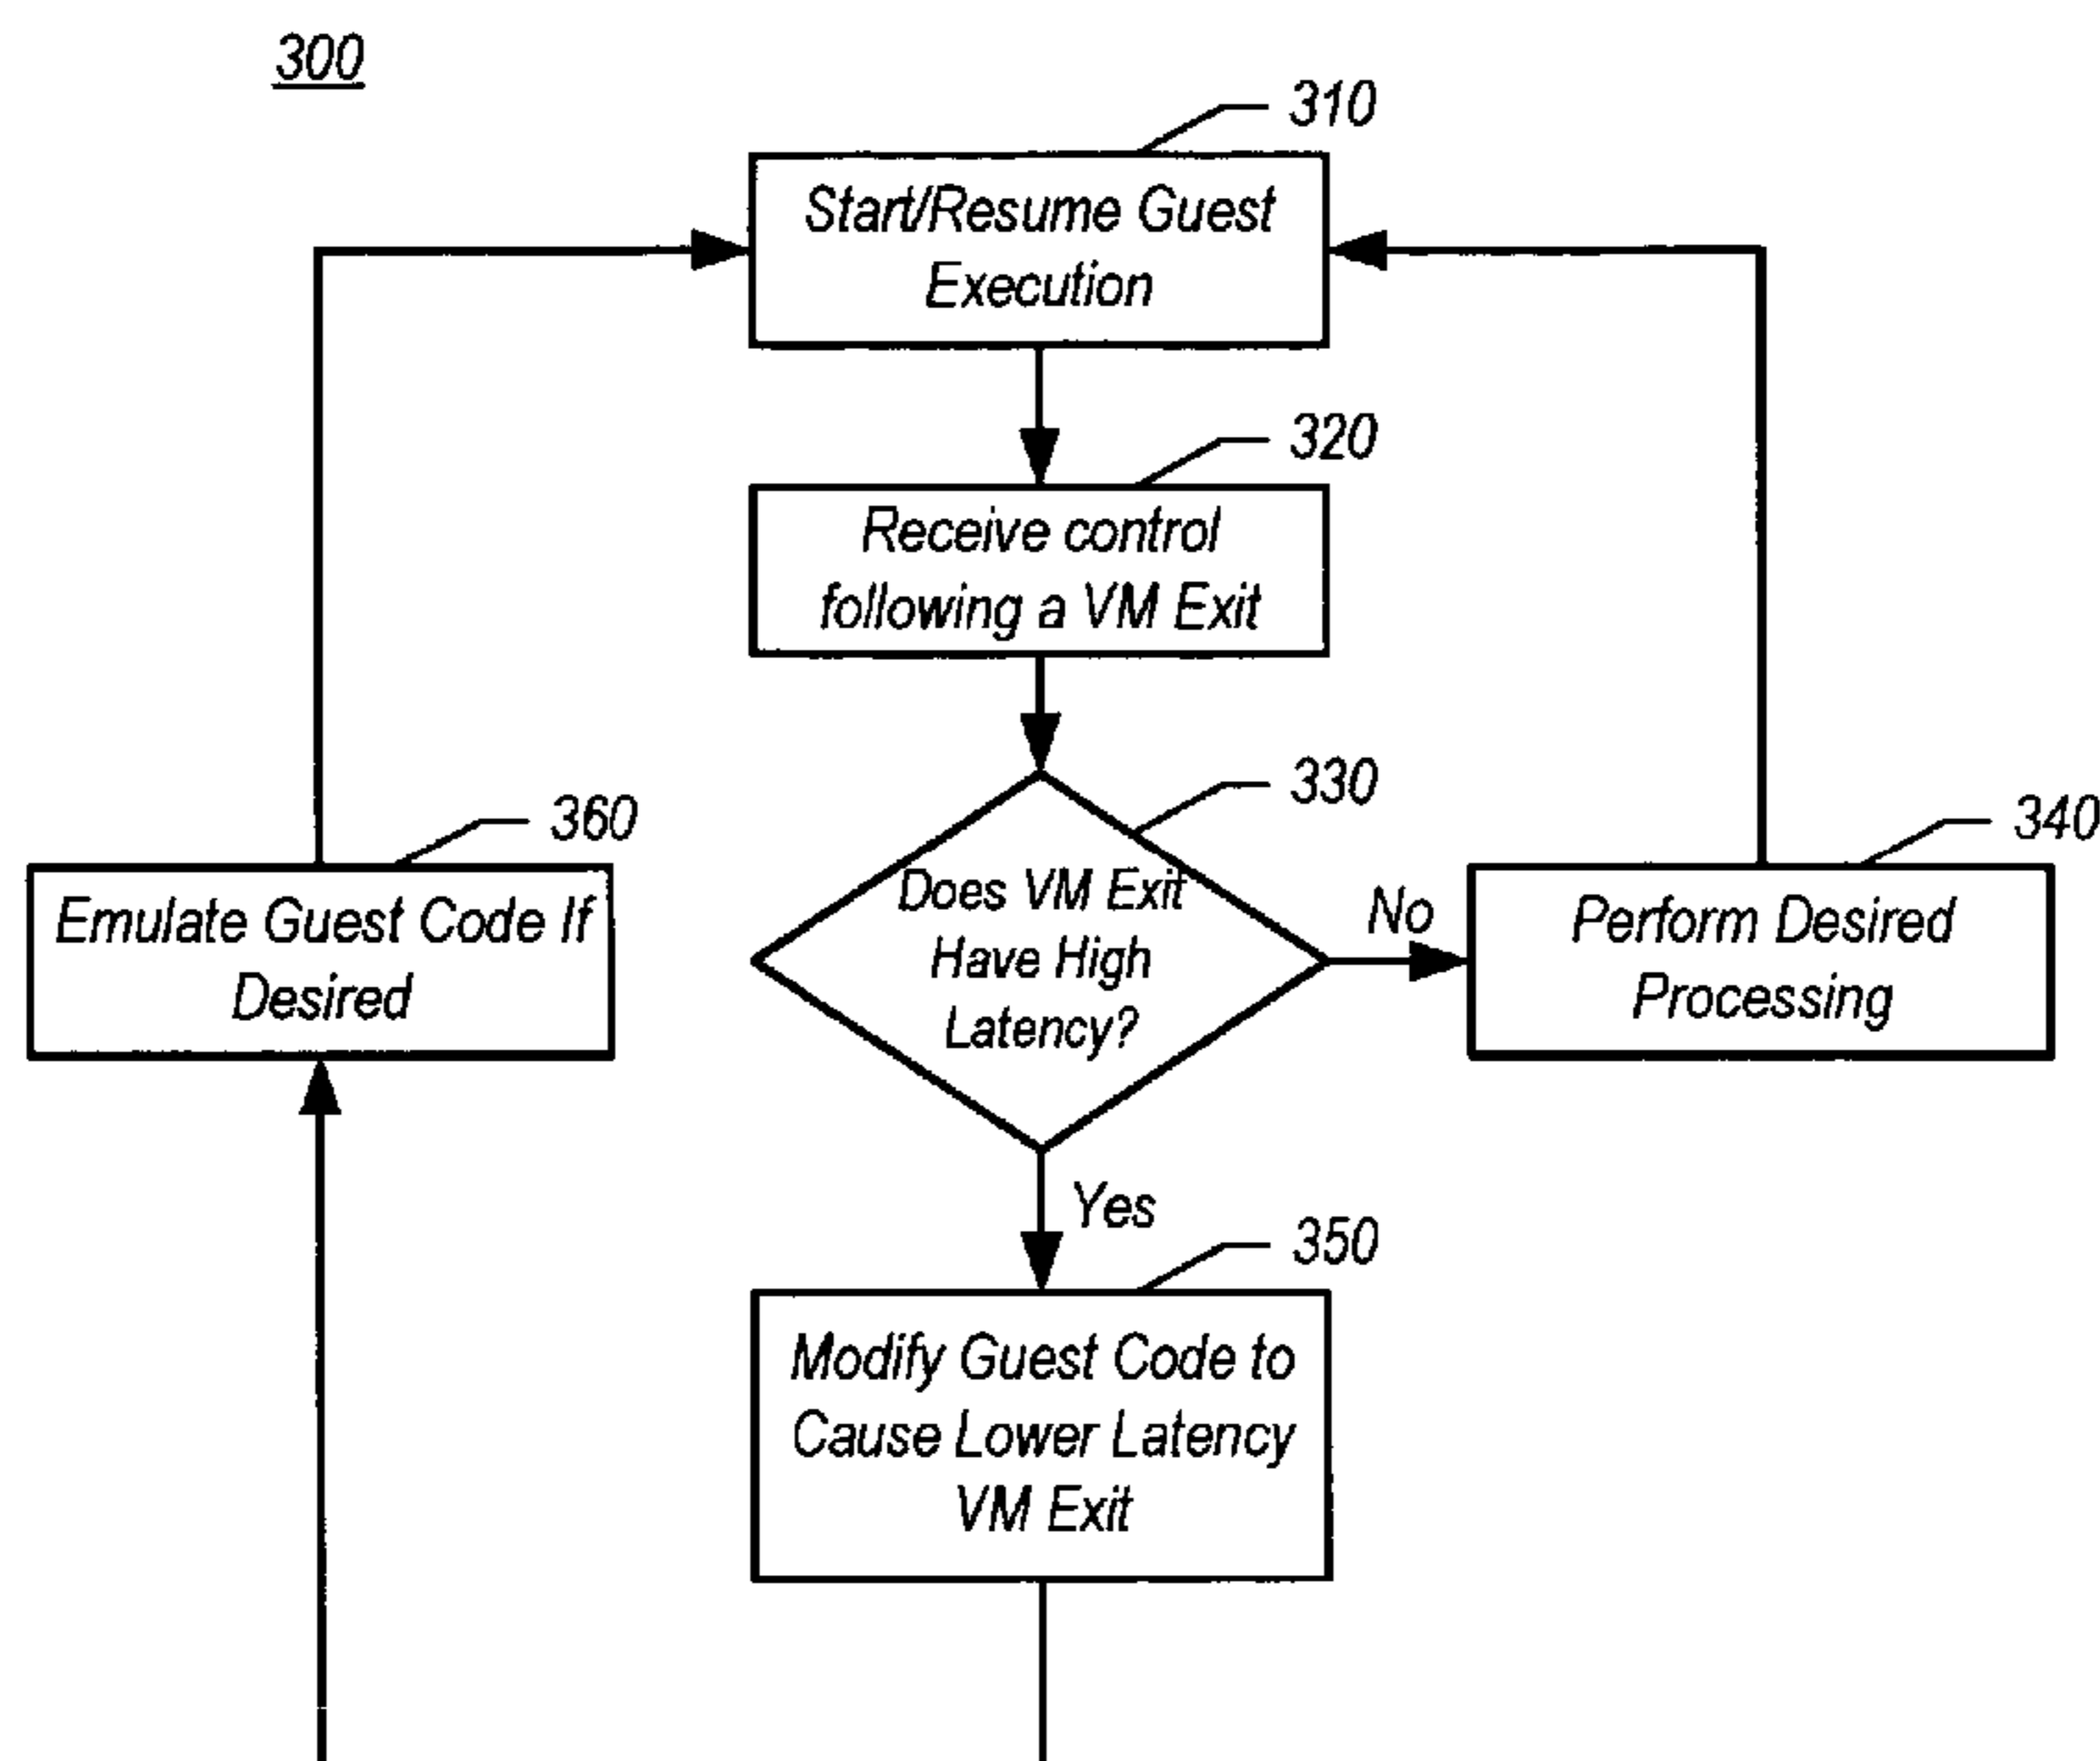 300
310
Start/Resume Guest
Execution
320
Receive control
following a VM Exit
330
Does VM Exit
Have High
Latency?
No
340
Perform Desired
Processing
360
Emulate Guest Code If
Desired
Yes
350
Modify Guest Code to
Cause Lower Latency
VM Exit